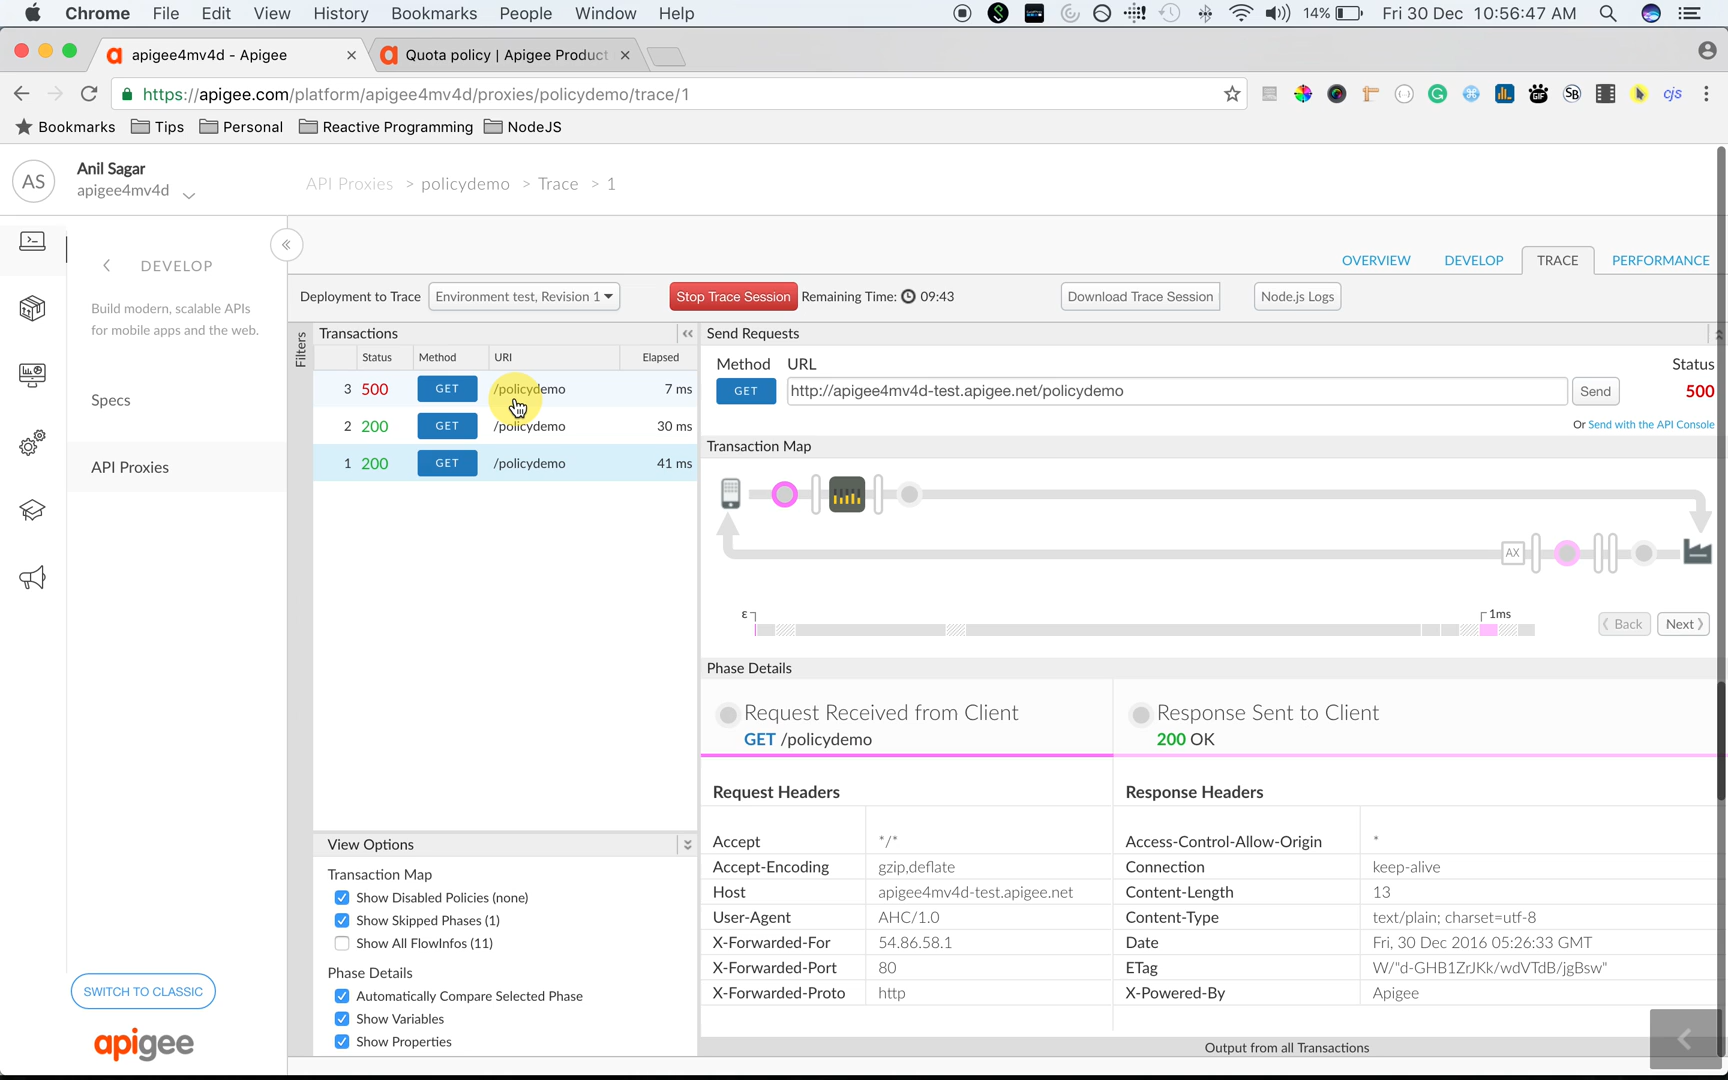 Chrome File Edit View History Bookmarks People Window Help 14% Fri 30 Dec 10:56:47 AM
apigee4mv4d - Apigee
Quota policy | Apigee Product
https://apigee.com/platform/apigee4mv4d/proxies/policydemo/trace/1
cjs
Bookmarks Tips Personal Reactive Programming NodeJS
AS
Anil Sagar
apigee4mv4d
API Proxies > policydemo > Trace > 1
DEVELOP
Build modern, scalable APIs
for mobile apps and the web.
Specs
API Proxies
SWITCH TO CLASSIC
apigee
OVERVIEW DEVELOP TRACE PERFORMANCE
Deployment to Trace Environment test, Revision 1 Stop Trace Session Remaining Time: 09:43 Download Trace Session Node.js Logs
Filters
Transactions
Status Method URI Elapsed
3 500 GET /policydemo 7 ms
2 200 GET /policydemo 30 ms
1 200 GET /policydemo 41 ms
View Options
Transaction Map
Show Disabled Policies (none)
Show Skipped Phases (1)
Show All FlowInfos (11)
Phase Details
Automatically Compare Selected Phase
Show Variables
Show Properties
Send Requests
Method URL Status
GET http://apigee4mv4d-test.apigee.net/policydemo Send 500
Or Send with the API Console
Transaction Map
AX
ε 1ms
Back Next
Phase Details
Request Received from Client
GET /policydemo
Response Sent to Client
200 OK
Request Headers
Accept */*
Accept-Encoding gzip,deflate
Host apigee4mv4d-test.apigee.net
User-Agent AHC/1.0
X-Forwarded-For 54.86.58.1
X-Forwarded-Port 80
X-Forwarded-Proto http
Response Headers
Access-Control-Allow-Origin *
Connection keep-alive
Content-Length 13
Content-Type text/plain; charset=utf-8
Date Fri, 30 Dec 2016 05:26:33 GMT
ETag W/"d-GHB1ZrJKk/wdVTdB/jgBsw"
X-Powered-By Apigee
Output from all Transactions